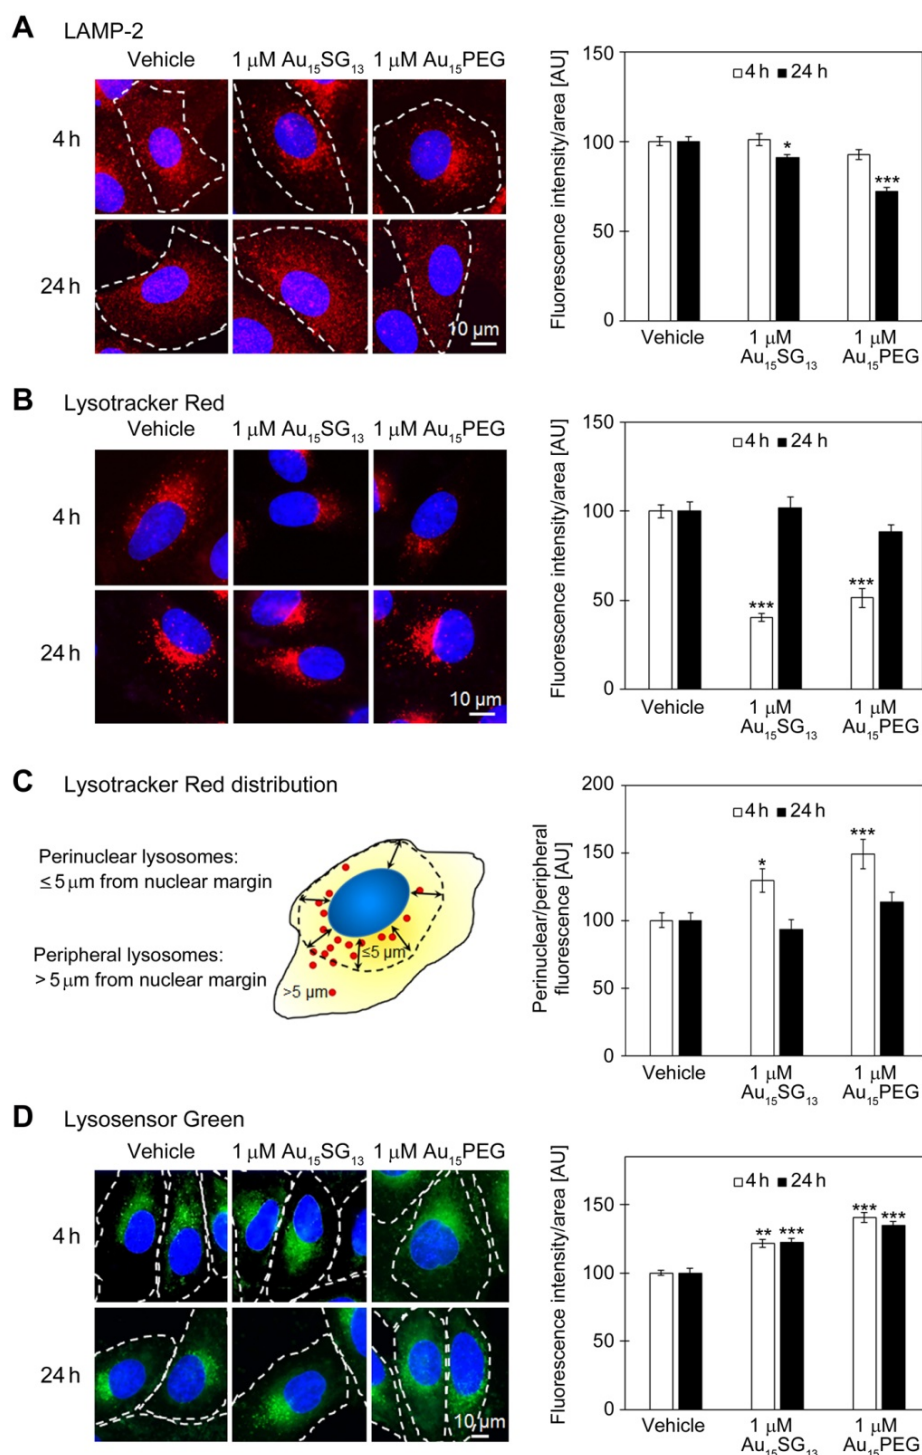 A LAMP-2
Vehicle 1 μM Au₁₅SG₁₃ 1 μM Au₁₅PEG
4 h
24 h
10 μm
Fluorescence intensity/area [AU]
150
100
50
0
4 h 24 h
*
***
Vehicle 1 μM Au₁₅SG₁₃ 1 μM Au₁₅PEG
B Lysotracker Red
Vehicle 1 μM Au₁₅SG₁₃ 1 μM Au₁₅PEG
4 h
24 h
10 μm
Fluorescence intensity/area [AU]
150
100
50
0
4 h 24 h
***
***
Vehicle 1 μM Au₁₅SG₁₃ 1 μM Au₁₅PEG
C Lysotracker Red distribution
Perinuclear lysosomes:
≤ 5 μm from nuclear margin
Peripheral lysosomes:
> 5 μm from nuclear margin
≤5 μm
>5 μm
Perinuclear/peripheral
fluorescence [AU]
200
150
100
50
0
4 h 24 h
*
***
Vehicle 1 μM Au₁₅SG₁₃ 1 μM Au₁₅PEG
D Lysosensor Green
Vehicle 1 μM Au₁₅SG₁₃ 1 μM Au₁₅PEG
4 h
24 h
10 μm
Fluorescence intensity/area [AU]
150
100
50
0
4 h 24 h
** ***
*** ***
Vehicle 1 μM Au₁₅SG₁₃ 1 μM Au₁₅PEG